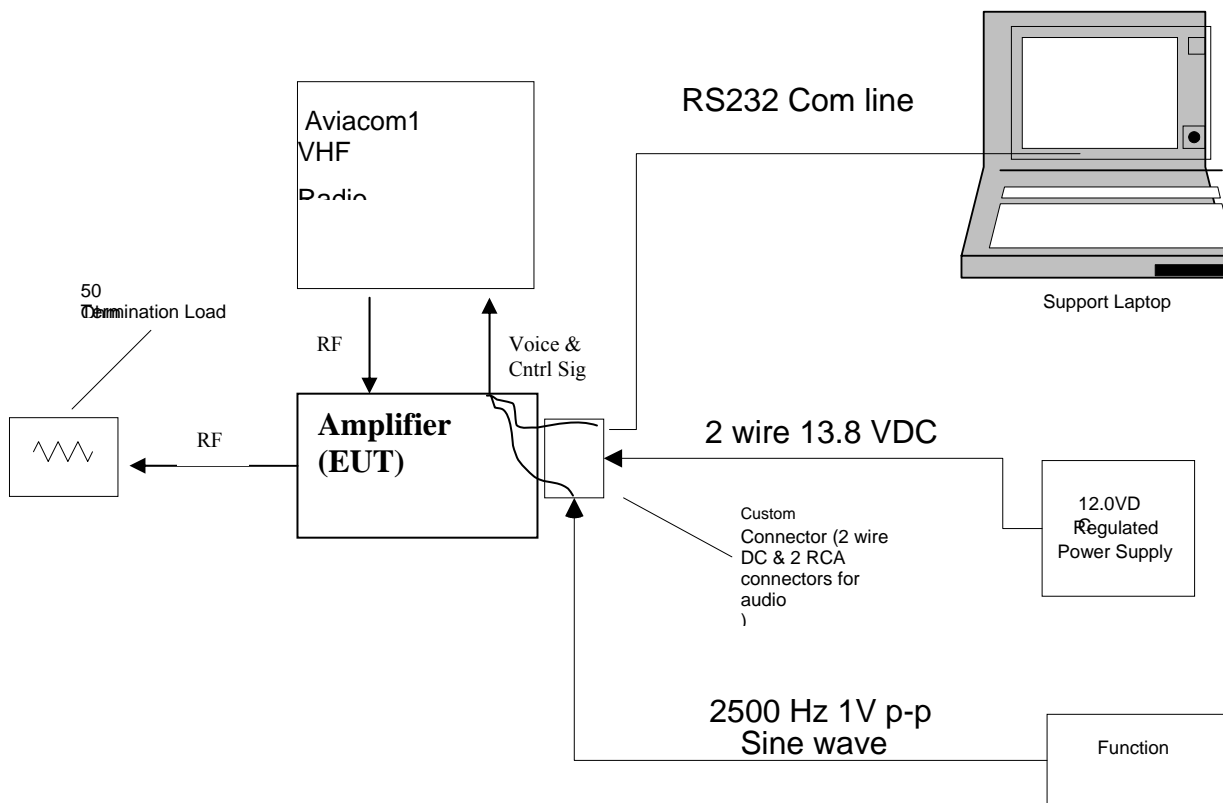 Aviacom1
VHF
Radio
RS232 Com line
Support Laptop
50
Ohm
Termination Load
RF
Voice &
Cntrl Sig
Amplifier
(EUT)
RF
2 wire 13.8 VDC
12.0VD
C
Regulated
Power Supply
Custom
Connector (2 wire
DC & 2 RCA
connectors for
audio
)
2500 Hz 1V p-p
Sine wave
Function